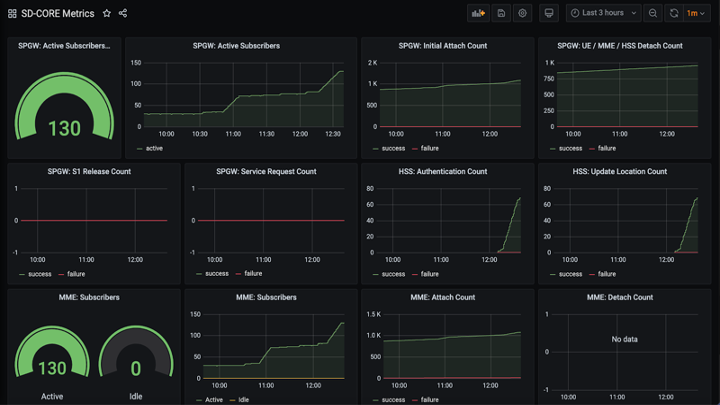 SD-CORE Metrics
Last 3 hours
1m
SPGW: Active Subscribers...
130
SPGW: Active Subscribers
150
100
50
0
10:00 10:30 11:00 11:30 12:00 12:30
active
SPGW: Initial Attach Count
2 K
1.5 K
1 K
500
0
10:00 11:00 12:00
success failure
SPGW: UE / MME / HSS Detach Count
1 K
750
500
250
0
10:00 11:00 12:00
success failure
SPGW: S1 Release Count
1
0
-1
10:00 11:00 12:00
success failure
SPGW: Service Request Count
1
0
-1
10:00 11:00 12:00
success failure
HSS: Authentication Count
80
60
40
20
0
10:00 11:00 12:00
success failure
HSS: Update Location Count
80
60
40
20
0
10:00 11:00 12:00
success failure
MME: Subscribers
130
Active
0
Idle
MME: Subscribers
150
100
50
0
10:00 11:00 12:00
Active Idle
MME: Attach Count
1.5 K
1 K
500
0
10:00 11:00 12:00
success failure
MME: Detach Count
1
0
-1
No data
10:00 11:00 12:00